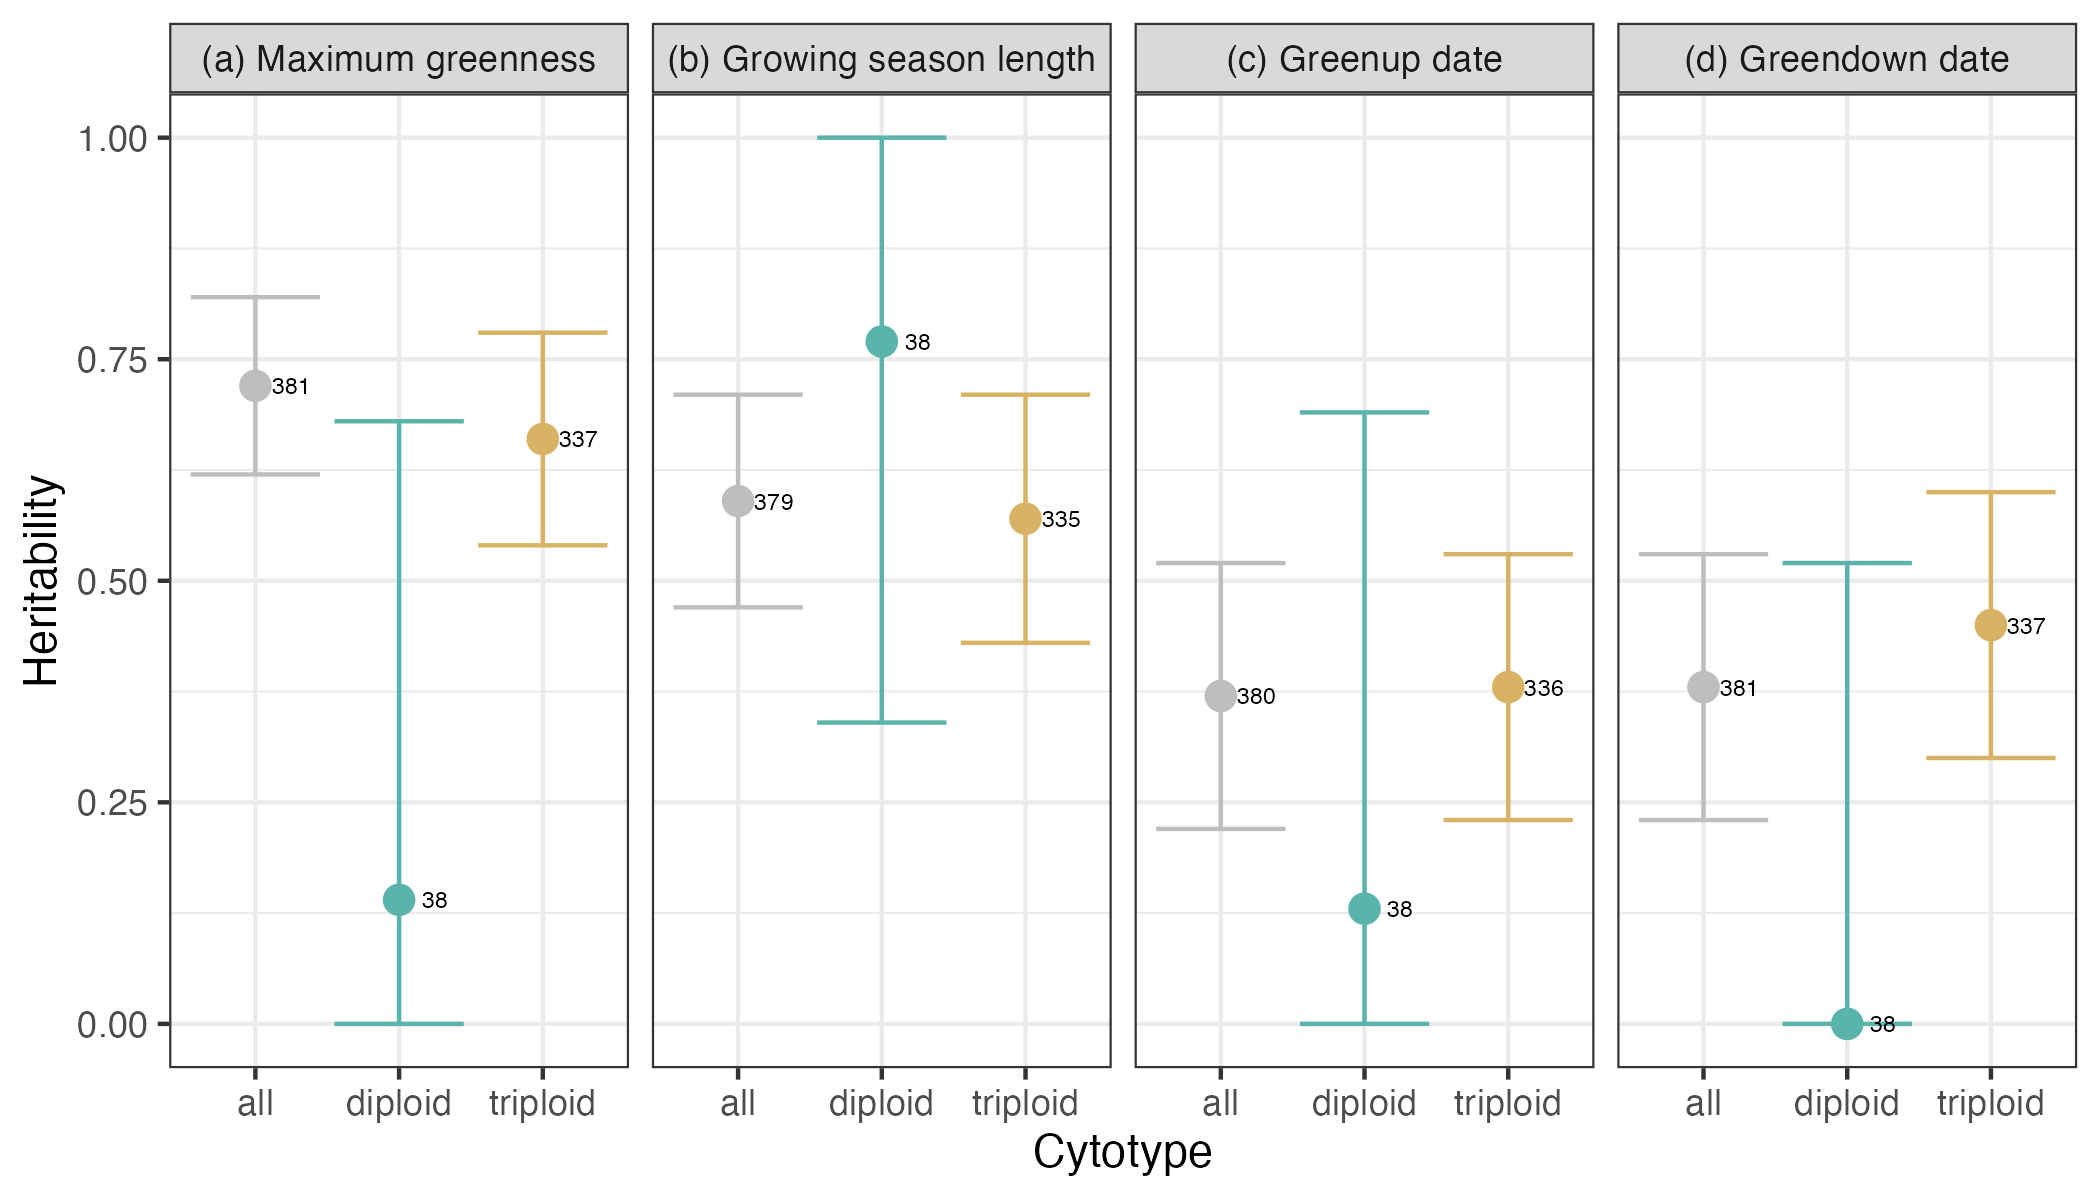 (a) Maximum greenness
(b) Growing season length
(c) Greenup date
(d) Greendown date
Heritability
1.00
0.75
0.50
0.25
0.00
381
38
337
379
38
335
380
38
336
381
38
337
all diploid triploid
all diploid triploid
all diploid triploid
all diploid triploid
Cytotype